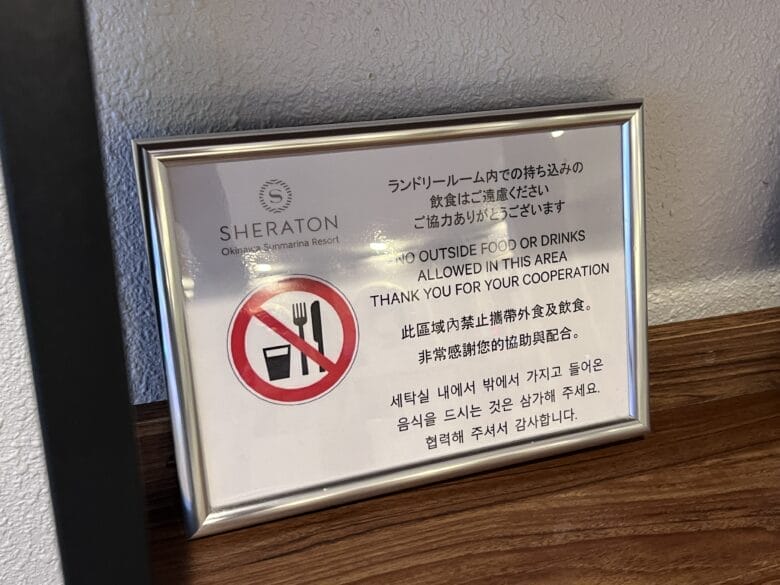 S
SHERATON
Okinawa Sunmarina Resort
ランドリールーム内での持ち込みの
飲食はご遠慮ください
ご協力ありがとうございます
NO OUTSIDE FOOD OR DRINKS
ALLOWED IN THIS AREA
THANK YOU FOR YOUR COOPERATION
此區域內禁止攜帶外食及飲食。
非常感謝您的協助與配合。
세탁실 내에서 밖에서 가지고 들어온
음식을 드시는 것은 삼가해 주세요.
협력해 주셔서 감사합니다.